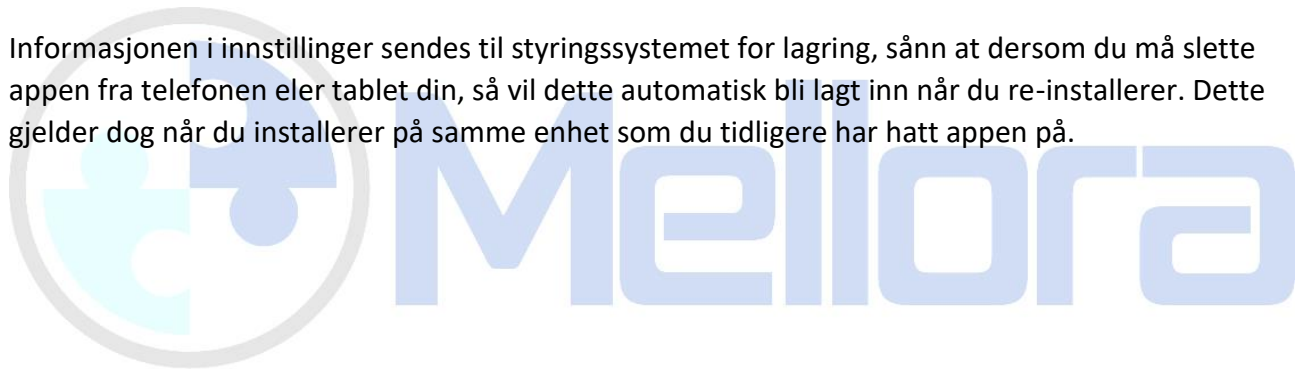 Informasjonen i innstillinger sendes til styringssystemet for lagring, sånn at dersom du må slette
appen fra telefonen eler tablet din, så vil dette automatisk bli lagt inn når du re-installerer. Dette
gjelder dog når du installerer på samme enhet som du tidligere har hatt appen på.
Mellora